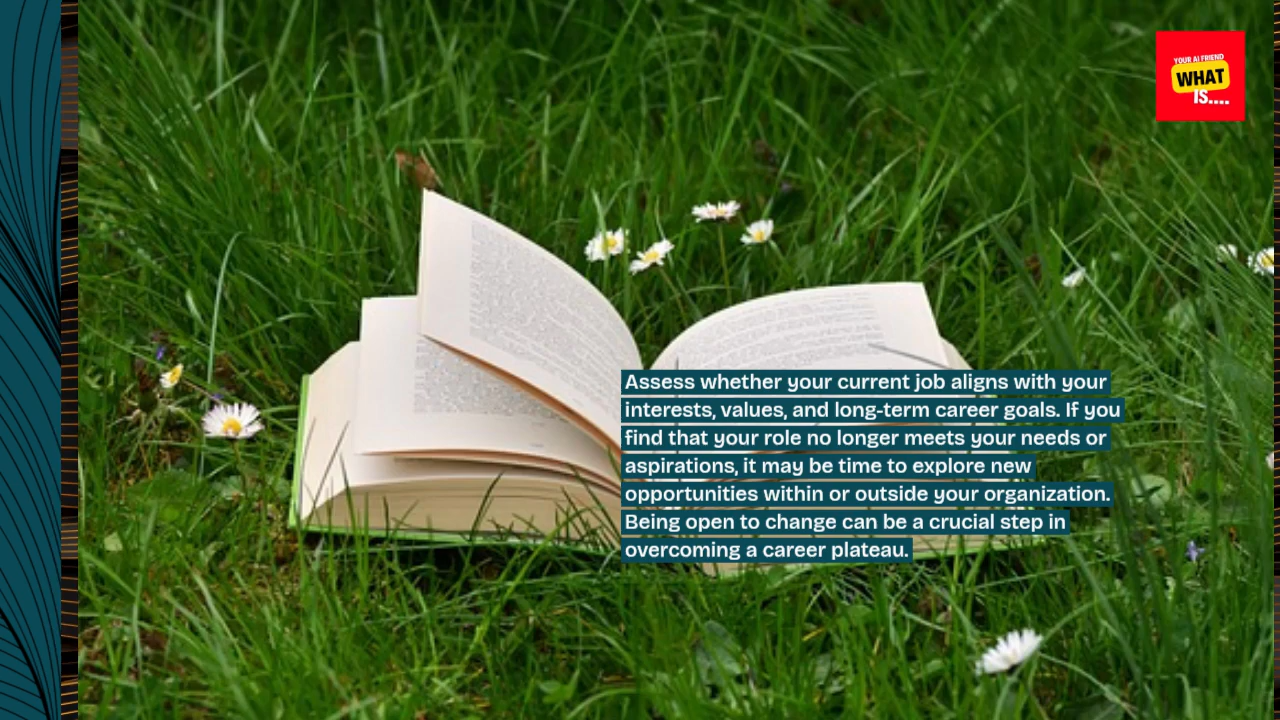 YOUR AI FRIEND
WHAT
IS....
Assess whether your current job aligns with your
interests, values, and long-term career goals. If you
find that your role no longer meets your needs or
aspirations, it may be time to explore new
opportunities within or outside your organization.
Being open to change can be a crucial step in
overcoming a career plateau.